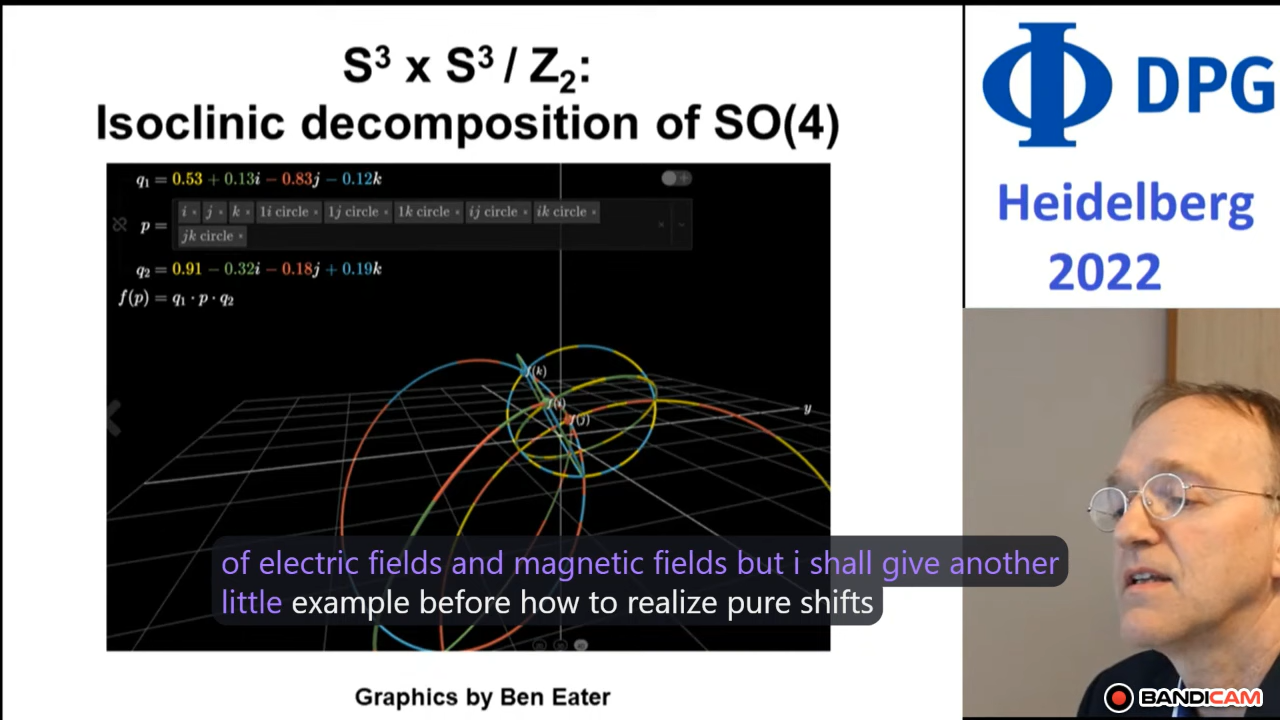 S³ x S³ / Z₂:
Isoclinic decomposition of SO(4)
q₁ = 0.53 + 0.13i − 0.83j − 0.12k
p = i × j × k × 1i circle × 1j circle × 1k circle × ij circle × ik circle ×
jk circle ×
q₂ = 0.91 − 0.32i − 0.18j + 0.19k
f(p) = q₁ · p · q₂
f(k)
f(i)
f(j)
y
of electric fields and magnetic fields but i shall give another
little example before how to realize pure shifts
Graphics by Ben Eater
DPG
Heidelberg
2022
BANDICAM